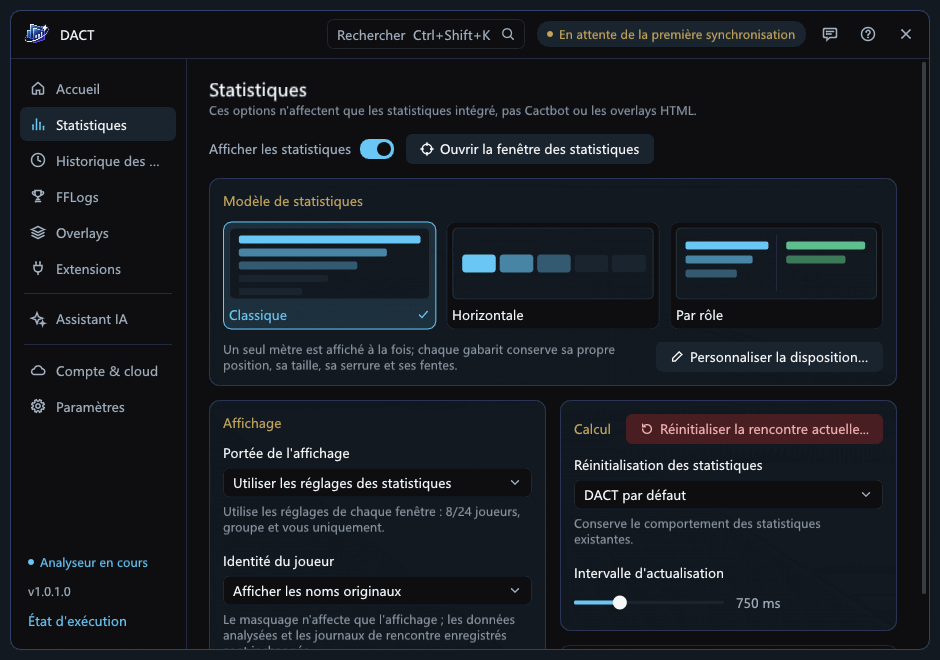 DACT
Rechercher Ctrl+Shift+K
En attente de la première synchronisation
Accueil
Statistiques
Historique des ...
FFLogs
Overlays
Extensions
Assistant IA
Compte & cloud
Paramètres
Analyseur en cours
v1.0.1.0
État d'exécution
Statistiques
Ces options n'affectent que les statistiques intégré, pas Cactbot ou les overlays HTML.
Afficher les statistiques
Ouvrir la fenêtre des statistiques
Modèle de statistiques
Classique
Horizontale
Par rôle
Un seul mètre est affiché à la fois; chaque gabarit conserve sa propre
position, sa taille, sa serrure et ses fentes.
Personnaliser la disposition...
Affichage
Portée de l'affichage
Utiliser les réglages des statistiques
Utilise les réglages de chaque fenêtre : 8/24 joueurs,
groupe et vous uniquement.
Identité du joueur
Afficher les noms originaux
Le masquage n'affecte que l'affichage ; les données
analysées et les journaux de rencontre enregistrés
Calcul
Réinitialiser la rencontre actuelle...
Réinitialisation des statistiques
DACT par défaut
Conserve le comportement des statistiques
existantes.
Intervalle d'actualisation
750 ms